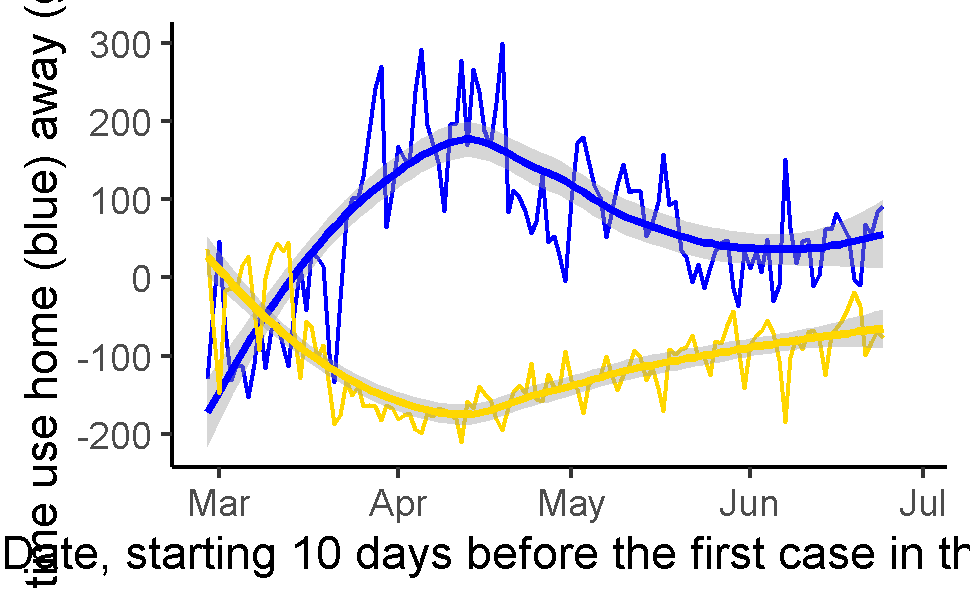 time use home (blue) away (
300
200
100
0
-100
-200
Mar Apr May Jun Jul
Date, starting 10 days before the first case in th